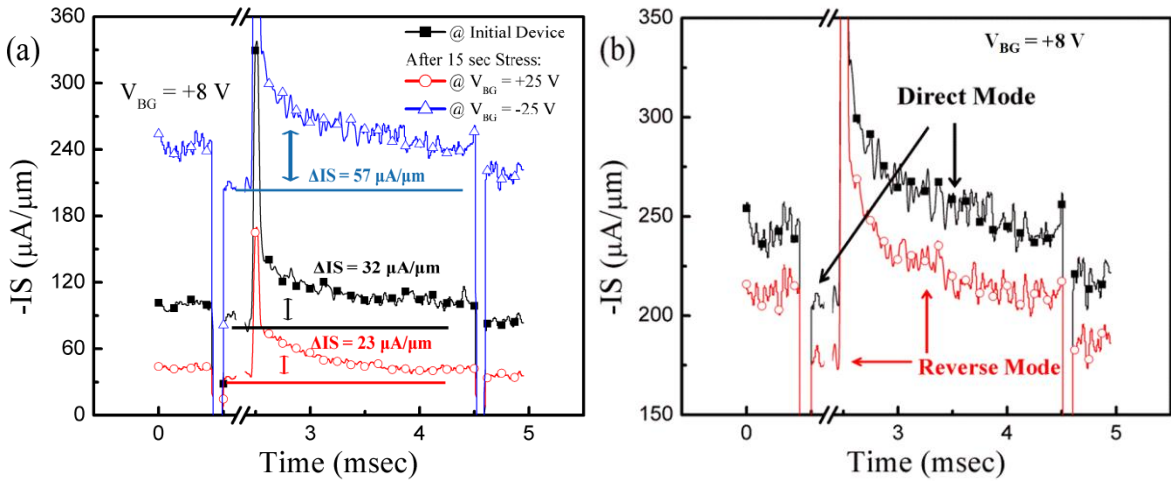 (a)
-IS (µA/µm)
360
300
240
180
120
60
0
V_BG = +8 V
@ Initial Device
After 15 sec Stress:
@ V_BG = +25 V
@ V_BG = -25 V
ΔIS = 57 µA/µm
ΔIS = 32 µA/µm
ΔIS = 23 µA/µm
0 3 4 5
Time (msec)
(b)
-IS (µA/µm)
350
300
250
200
150
V_BG = +8 V
Direct Mode
Reverse Mode
0 3 4 5
Time (msec)